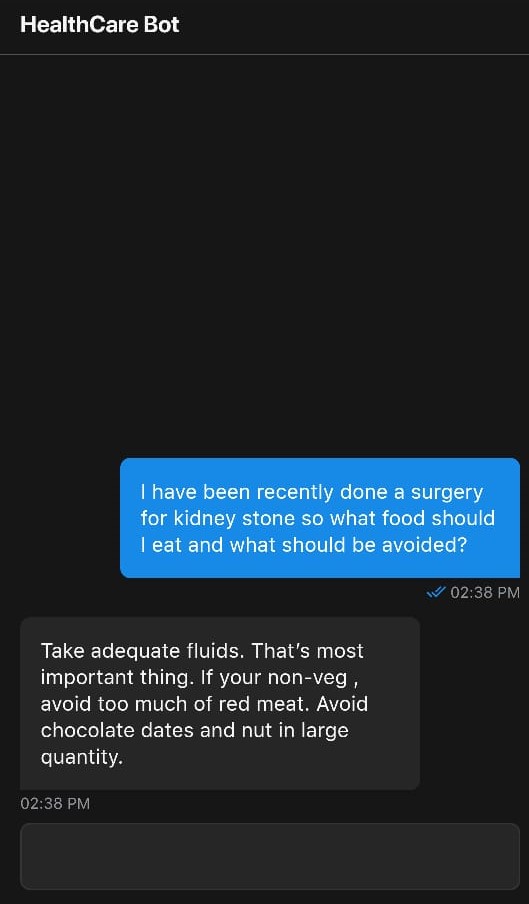 HealthCare Bot
I have been recently done a surgery
for kidney stone so what food should
I eat and what should be avoided?
02:38 PM
Take adequate fluids. That's most
important thing. If your non-veg ,
avoid too much of red meat. Avoid
chocolate dates and nut in large
quantity.
02:38 PM